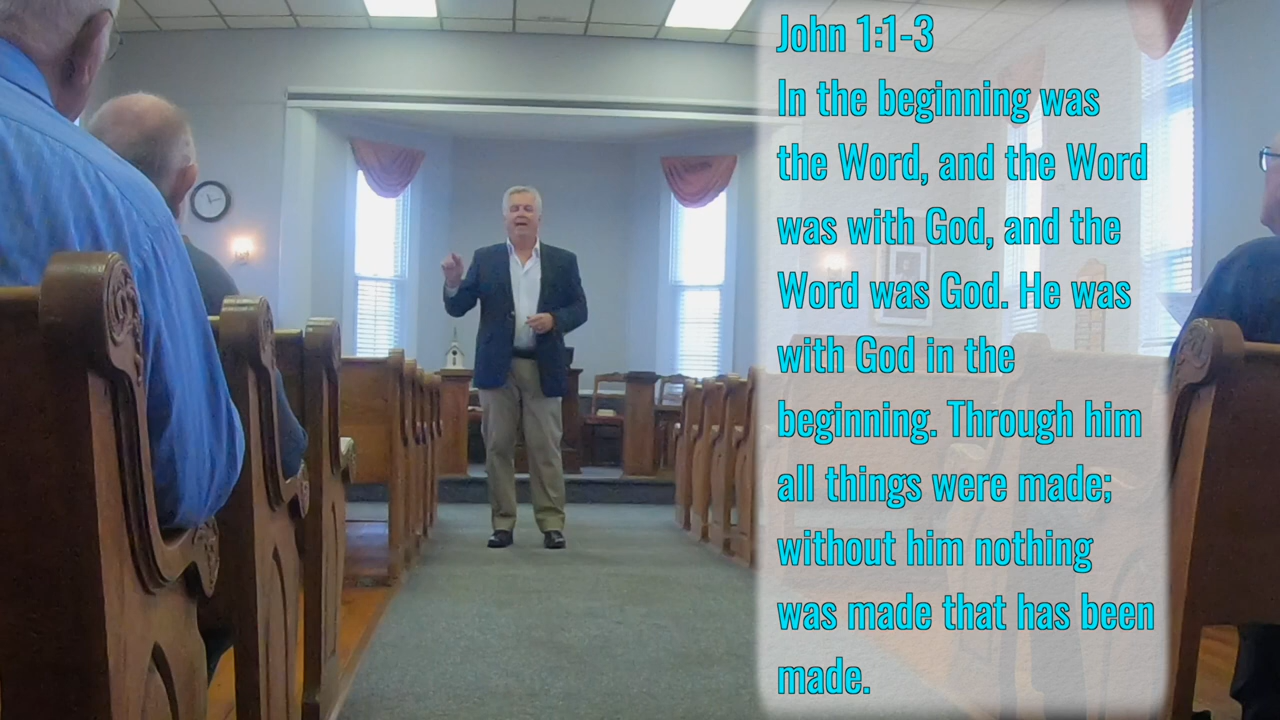 John 1:1-3
In the beginning was
the Word, and the Word
was with God, and the
Word was God. He was
with God in the
beginning. Through him
all things were made;
without him nothing
was made that has been
made.